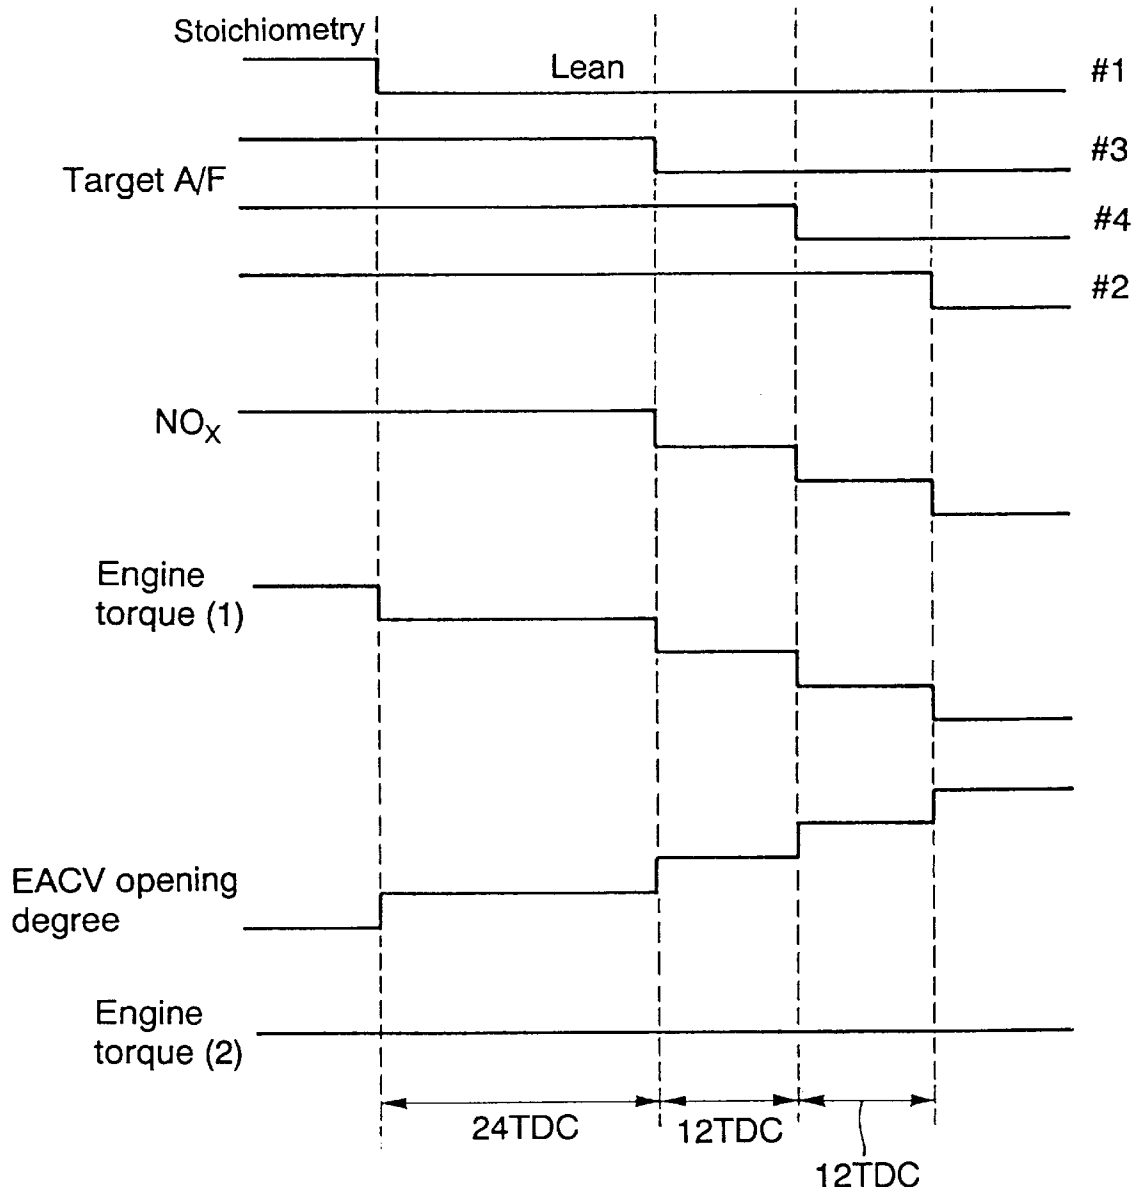 Stoichiometry
Lean
#1
#3
Target A/F
#4
#2
NOX
Engine
torque (1)
EACV opening
degree
Engine
torque (2)
24TDC
12TDC
12TDC